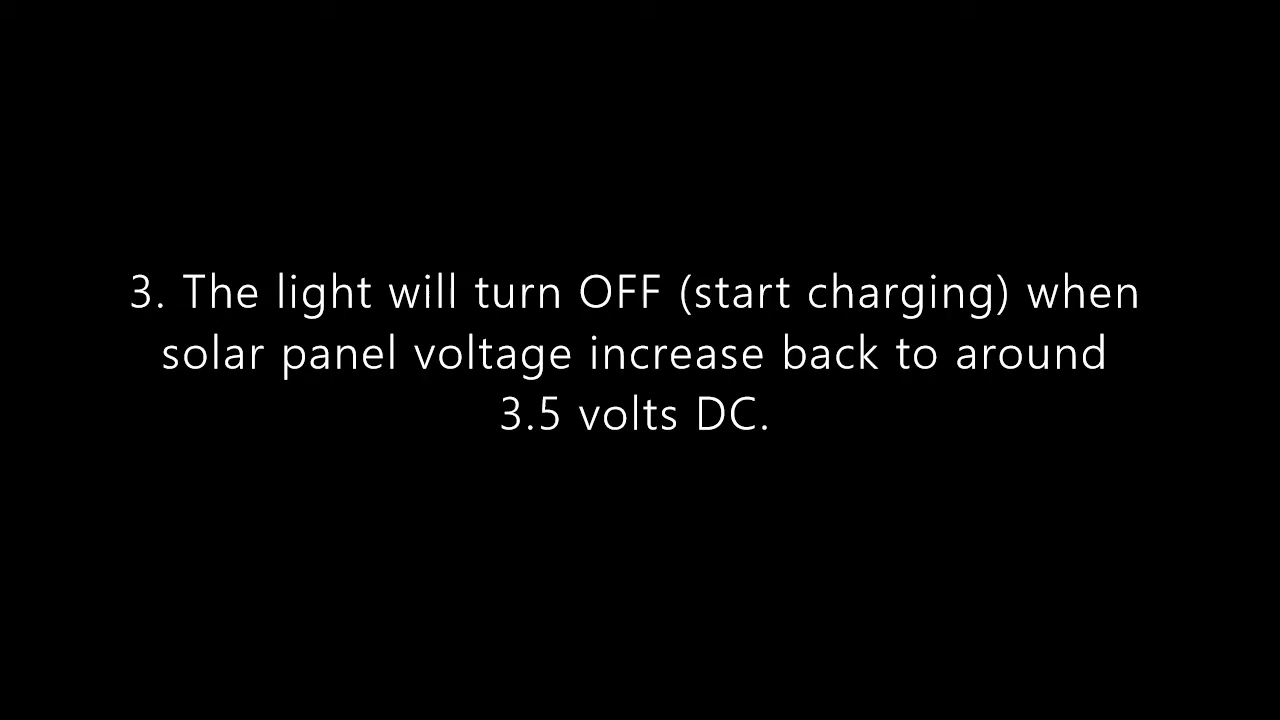 3. The light will turn OFF (start charging) when
solar panel voltage increase back to around
3.5 volts DC.